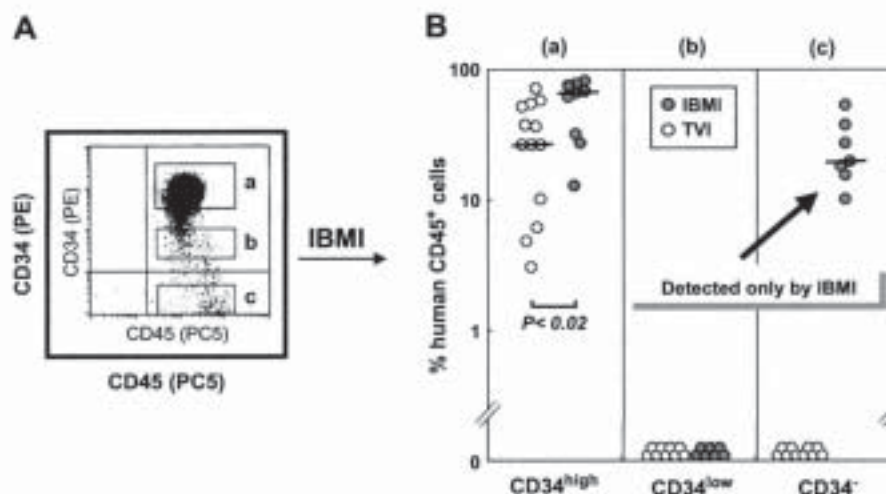 A
CD34 (PE)
CD34 (PE)
a
b
c
CD45 (PC5)
CD45 (PC5)
IBMI
B
(a)
(b)
(c)
% human CD45⁺ cells
100
10
1
0
IBMI
TVI
Detected only by IBMI
P< 0.02
CD34high
CD34low
CD34-